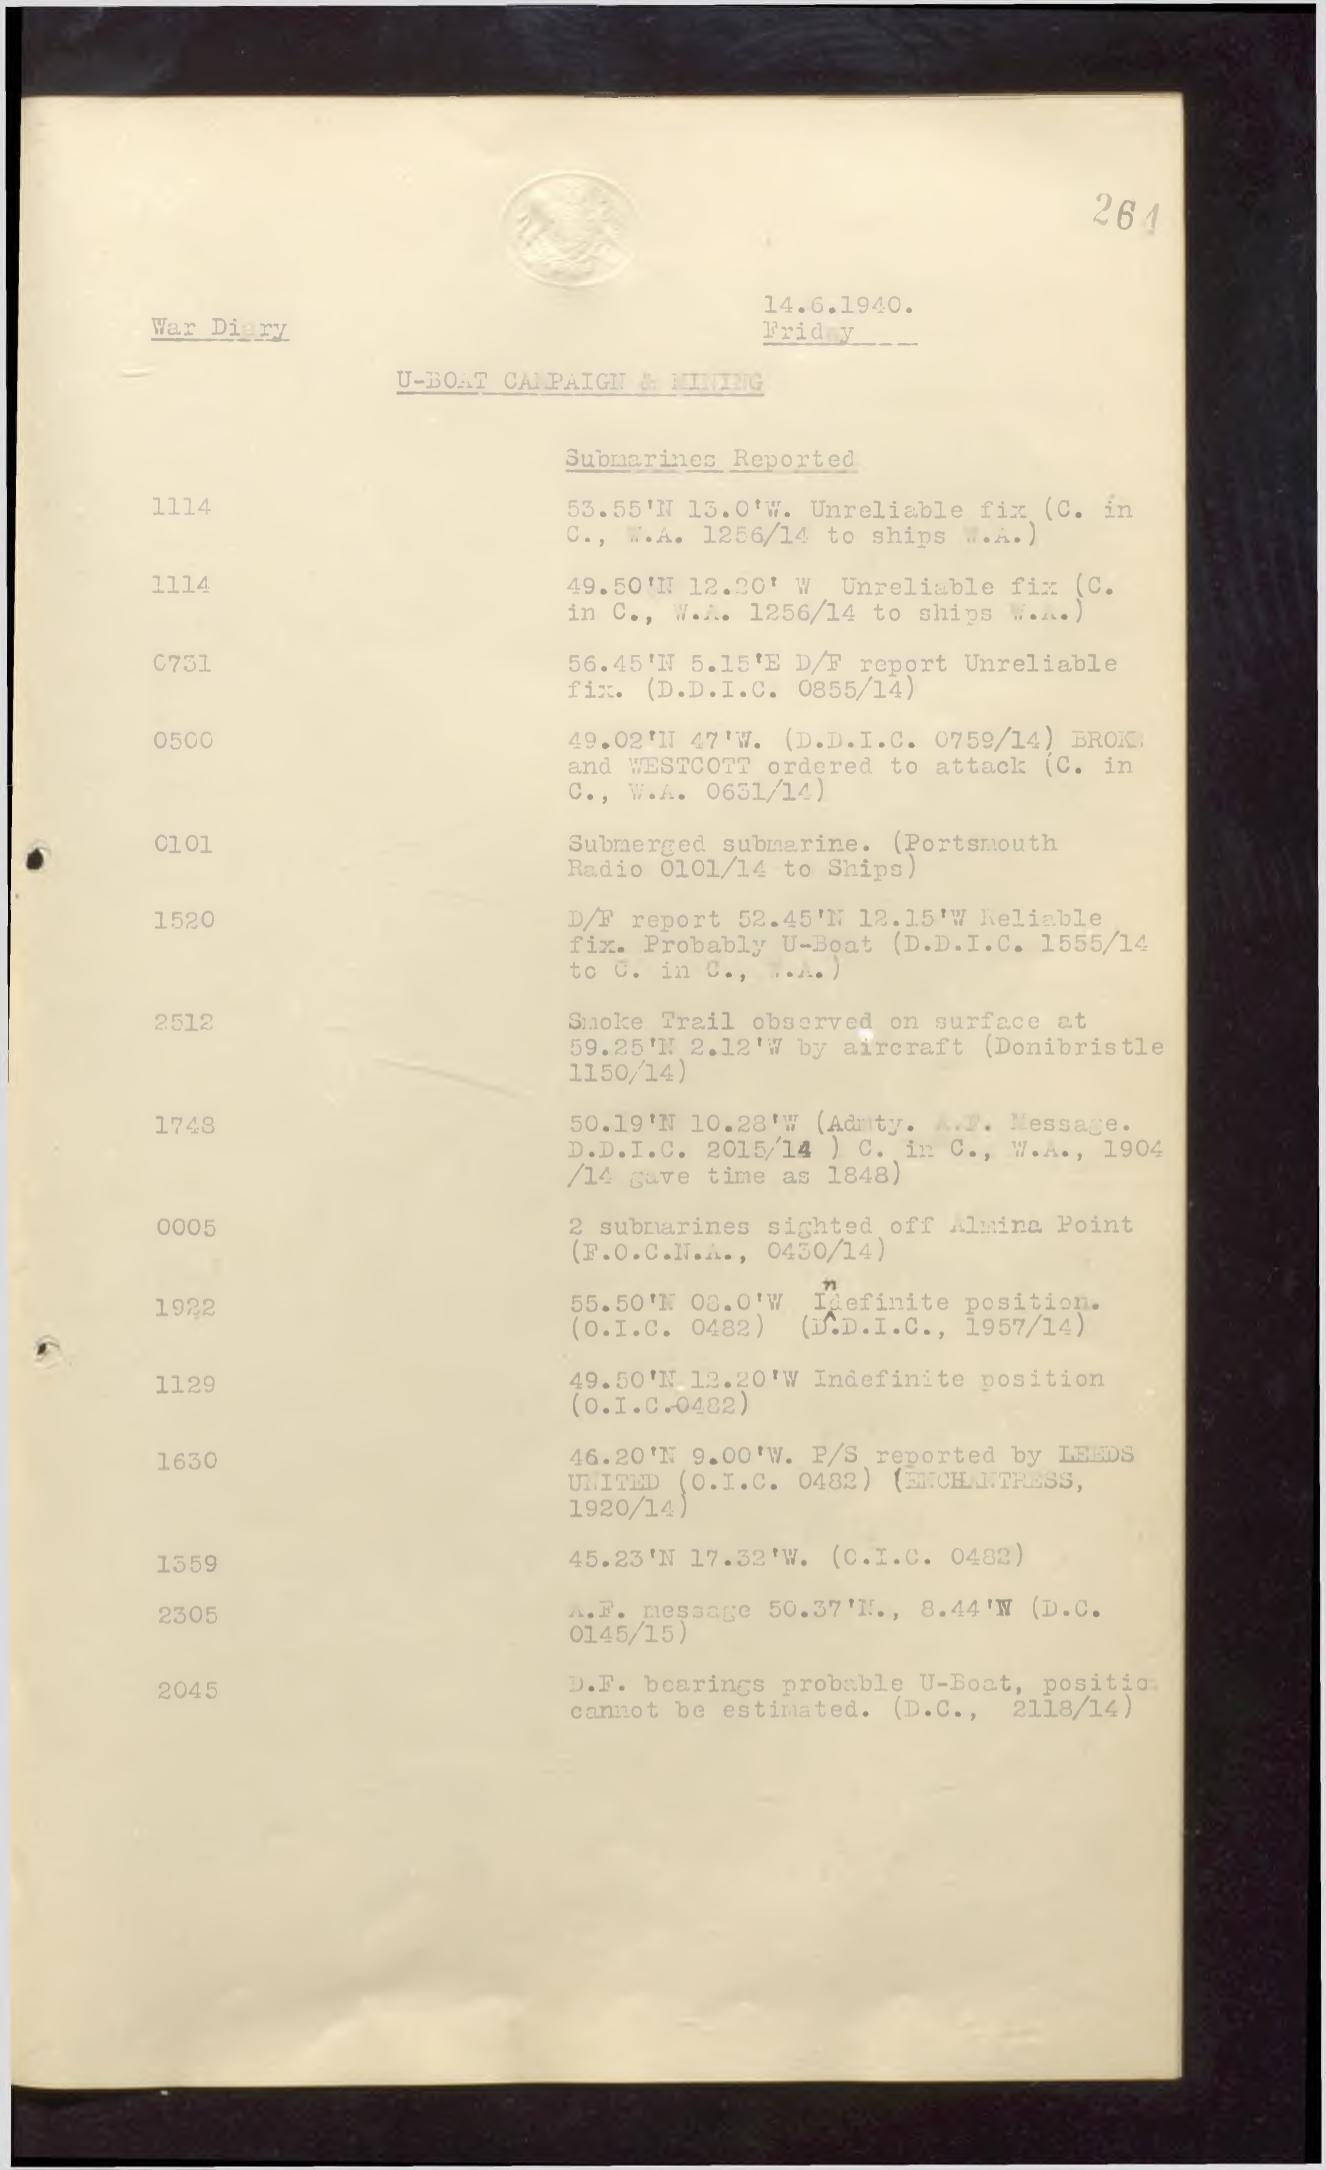 261
14.6.1940.
War Diary
Friday
U-BOAT CAMPAIGN & MINING
Submarines Reported
1114 53.55'N 13.0'W. Unreliable fix (C. in
C., W.A. 1256/14 to ships W.A.)
1114 49.50'N 12.20' W Unreliable fix (C.
in C., W.A. 1256/14 to ships W.A.)
0731 56.45'N 5.15'E D/F report Unreliable
fix. (D.D.I.C. 0855/14)
0500 49.02'N 47'W. (D.D.I.C. 0759/14) BROKE
and WESTCOTT ordered to attack (C. in
C., W.A. 0631/14)
0101 Submerged submarine. (Portsmouth
Radio 0101/14 to Ships)
1520 D/F report 52.45'N 12.15'W Reliable
fix. Probably U-Boat (D.D.I.C. 1555/14
to C. in C., W.A.)
2512 Smoke Trail observed on surface at
59.25'N 2.12'W by aircraft (Donibristle
1150/14)
1748 50.19'N 10.28'W (Admty. A.F. Message.
D.D.I.C. 2015/14 ) C. in C., W.A., 1904
/14 gave time as 1848)
0005 2 submarines sighted off Almina Point
(F.O.C.N.A., 0430/14)
1922 55.50'N 08.0'W Indefinite position.
(O.I.C. 0482) (D.D.I.C., 1957/14)
1129 49.50'N 12.20'W Indefinite position
(O.I.C.-0482)
1630 46.20'N 9.00'W. P/S reported by LEEDS
UNITED (O.I.C. 0482) (ENCHANTRESS,
1920/14)
1359 45.23'N 17.32'W. (O.I.C. 0482)
2305 A.F. message 50.37'N., 8.44'W (D.C.
0145/15)
2045 D.F. bearings probable U-Boat, position
cannot be estimated. (D.C., 2118/14)